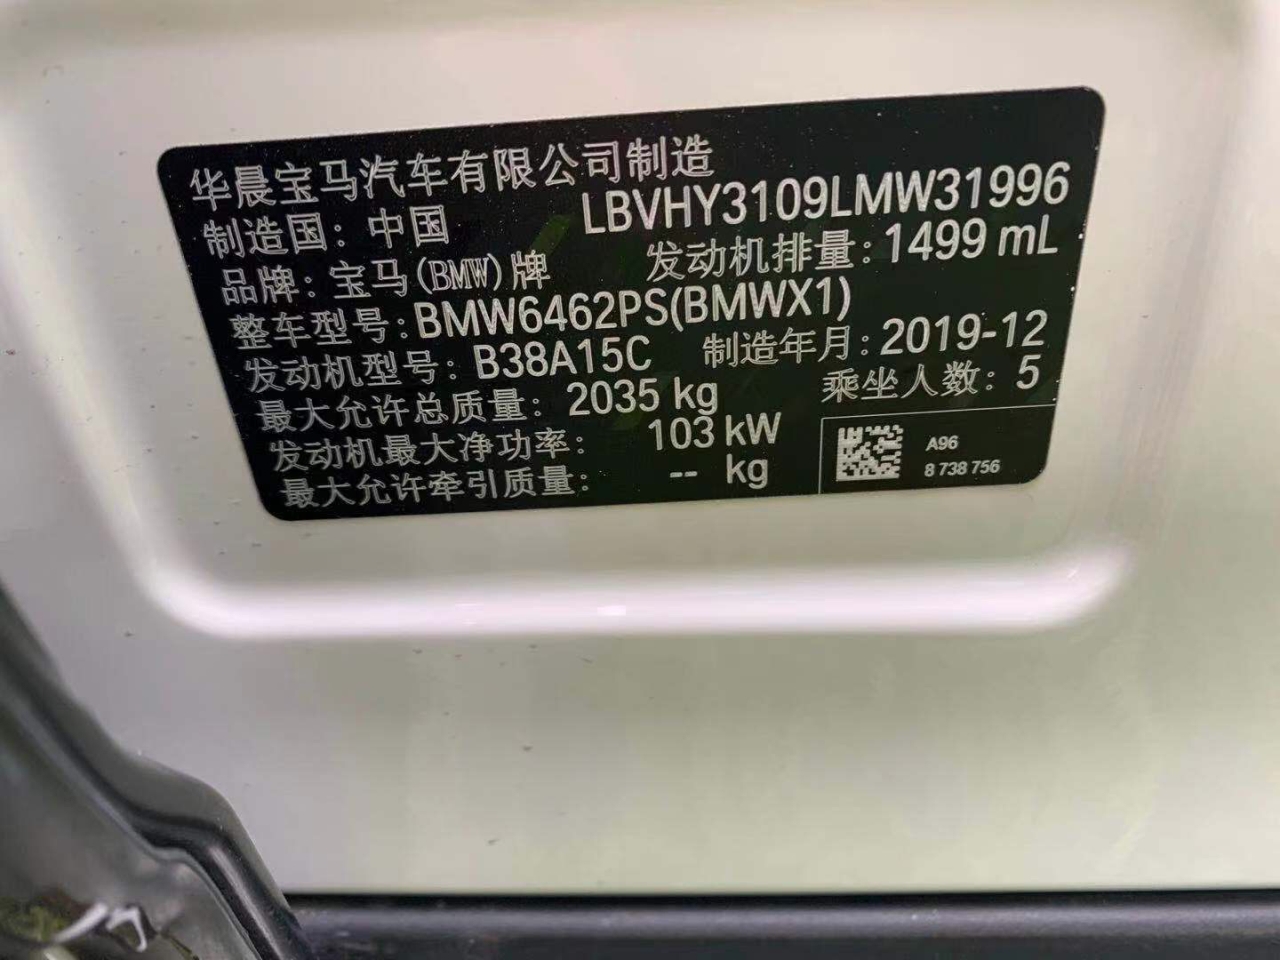 华晨宝马汽车有限公司制造
制造国：中国 LBVHY3109LMW31996
品牌：宝马(BMW)牌 发动机排量：1499 mL
整车型号：BMW6462PS(BMWX1)
发动机型号：B38A15C 制造年月：2019-12
最大允许总质量：2035 kg 乘坐人数：5
发动机最大净功率：103 kW
最大允许牵引质量：-- kg
A96
8 738 756